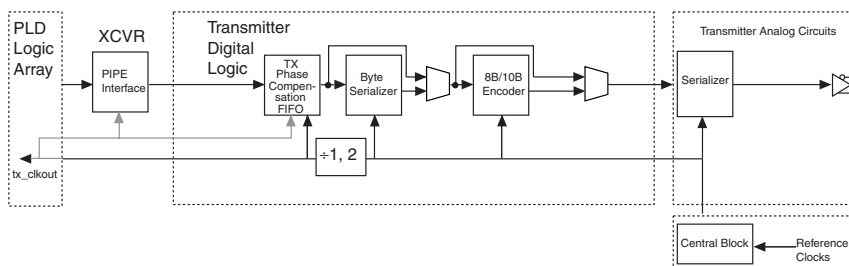 PLD
Logic
Array
XCVR
PIPE
Interface
Transmitter
Digital
Logic
TX
Phase
Compen-
sation
FIFO
Byte
Serializer
8B/10B
Encoder
Transmitter Analog Circuits
Serializer
÷1, 2
tx_clkout
Central Block
Reference
Clocks